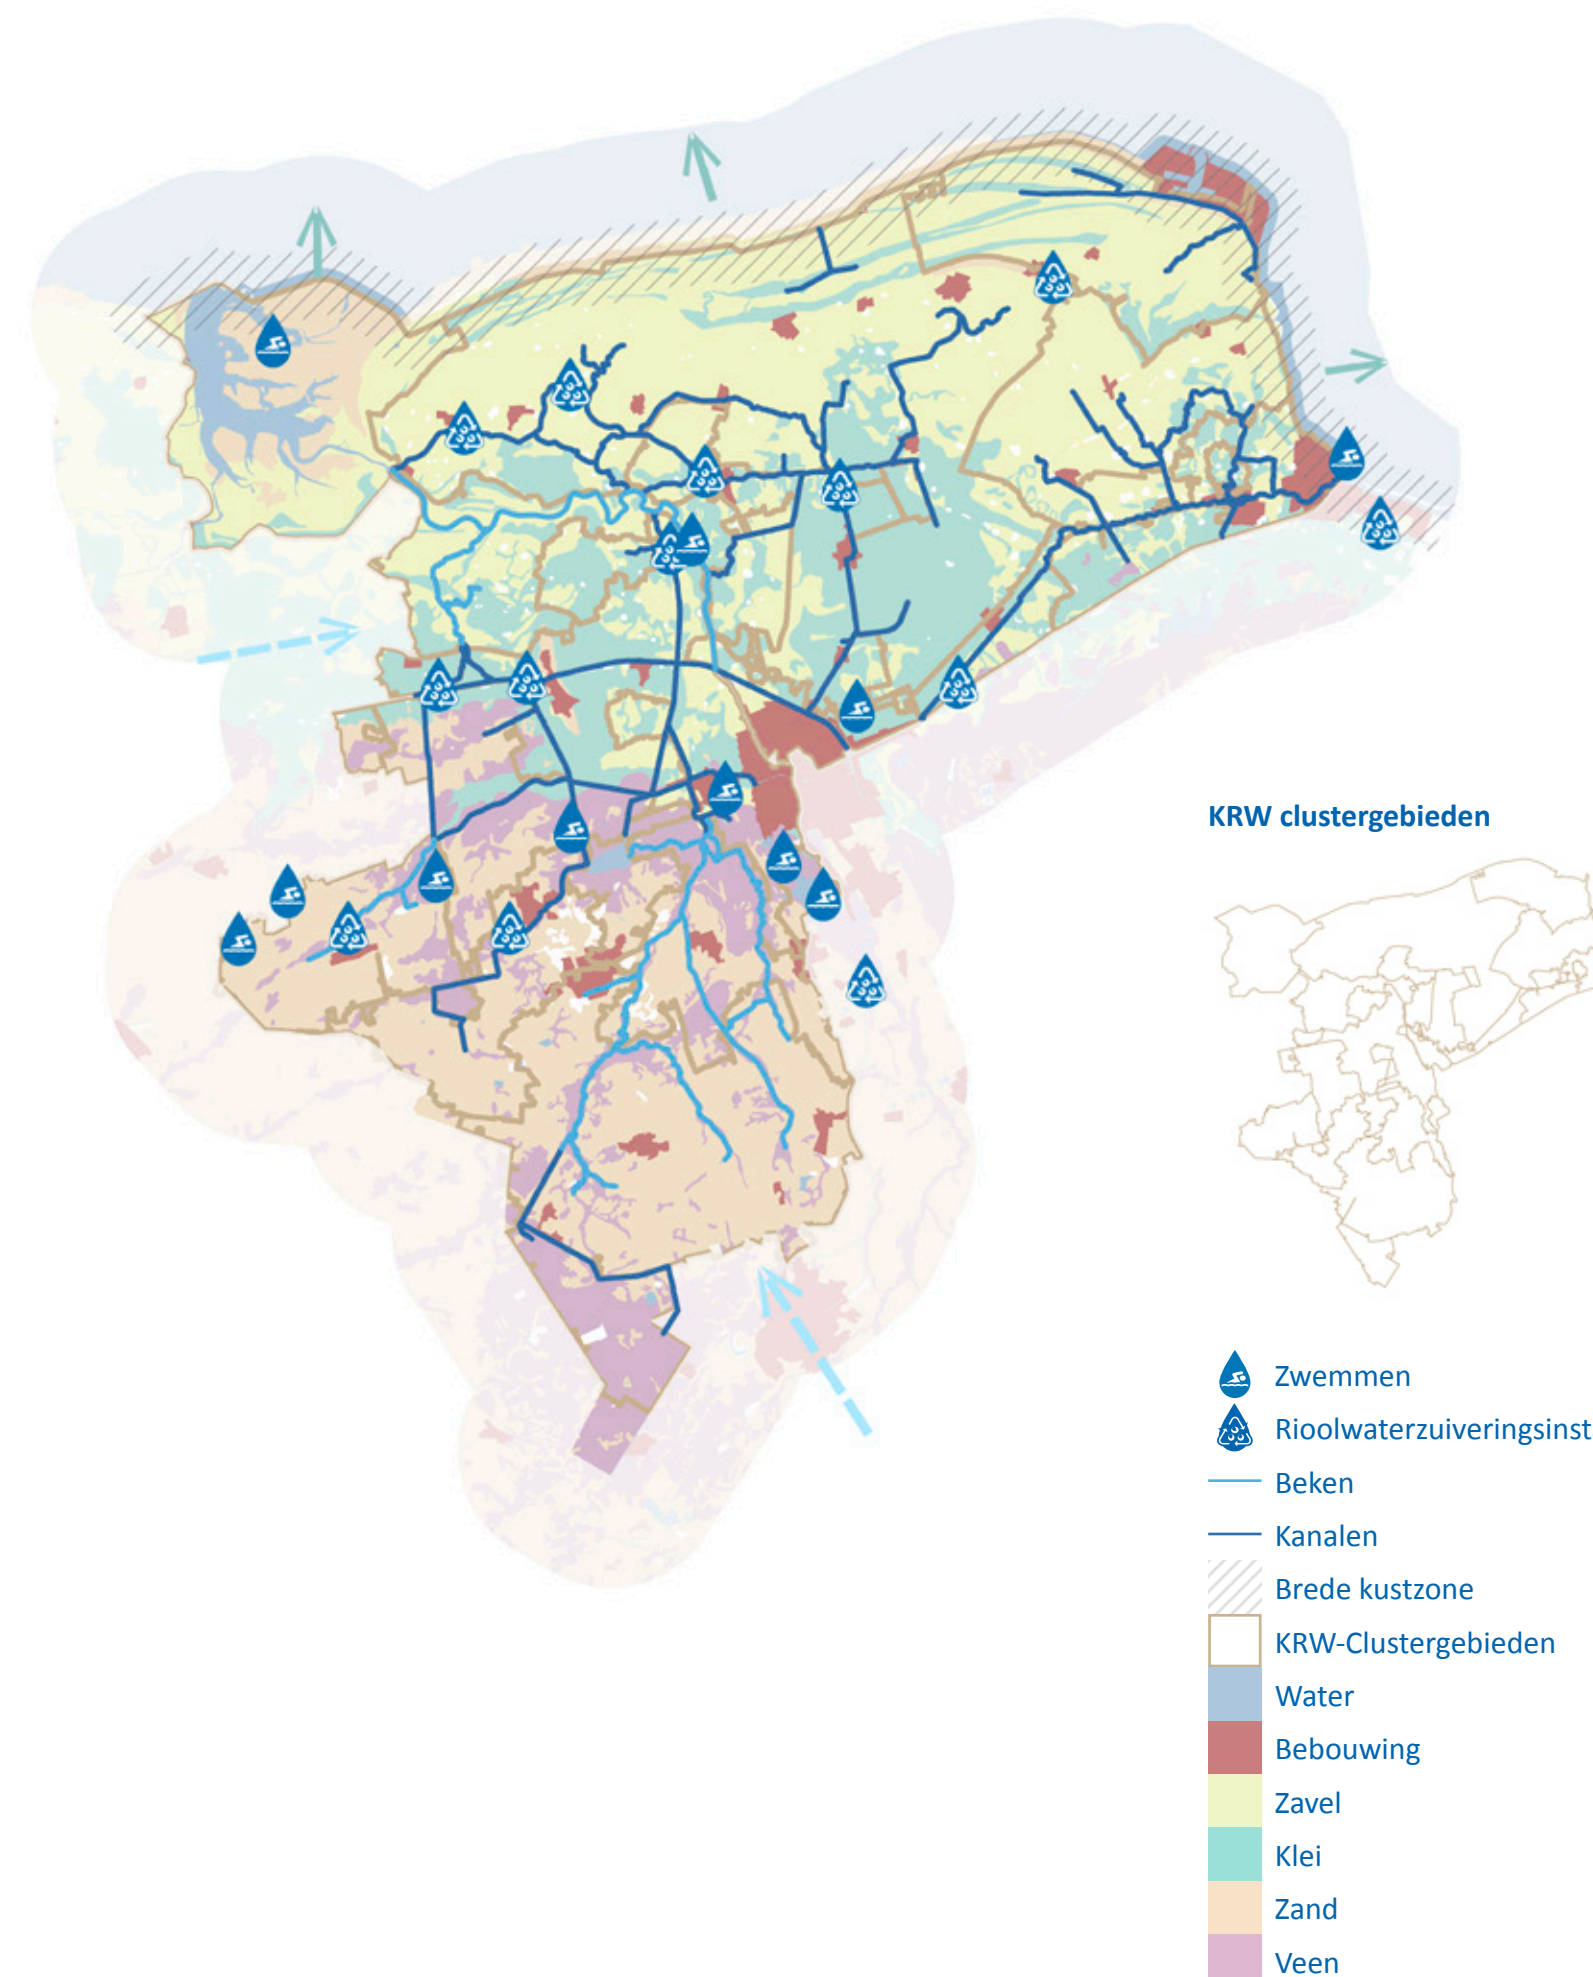 KRW clustergebieden
Zwemmen
Rioolwaterzuiveringsinst
Beken
Kanalen
Brede kustzone
KRW-Clustergebieden
Water
Bebouwing
Zavel
Klei
Zand
Veen